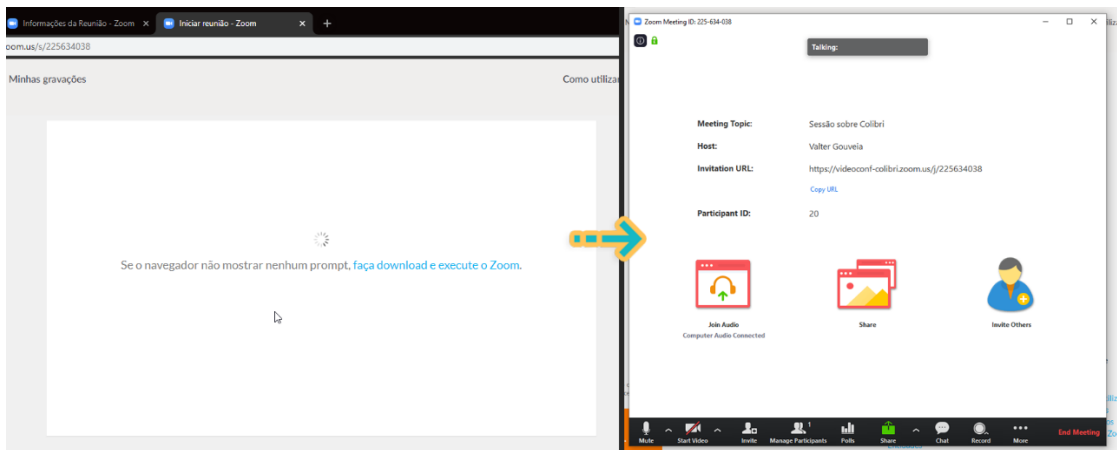 Informações da Reunião - Zoom
Iniciar reunião - Zoom
oom.us/s/225634038
Minhas gravações
Como utiliza
Se o navegador não mostrar nenhum prompt, faça download e execute o Zoom.
Zoom Meeting ID: 225-634-038
Talking:
Meeting Topic: Sessão sobre Colibri
Host: Valter Gouveia
Invitation URL: https://videoconf-colibri.zoom.us/j/225634038
Copy URL
Participant ID: 20
Join Audio Share Invite Others
Computer Audio Connected
Mute Start Video Invite Manage Participants 1 Polls Share Chat Record More End Meeting